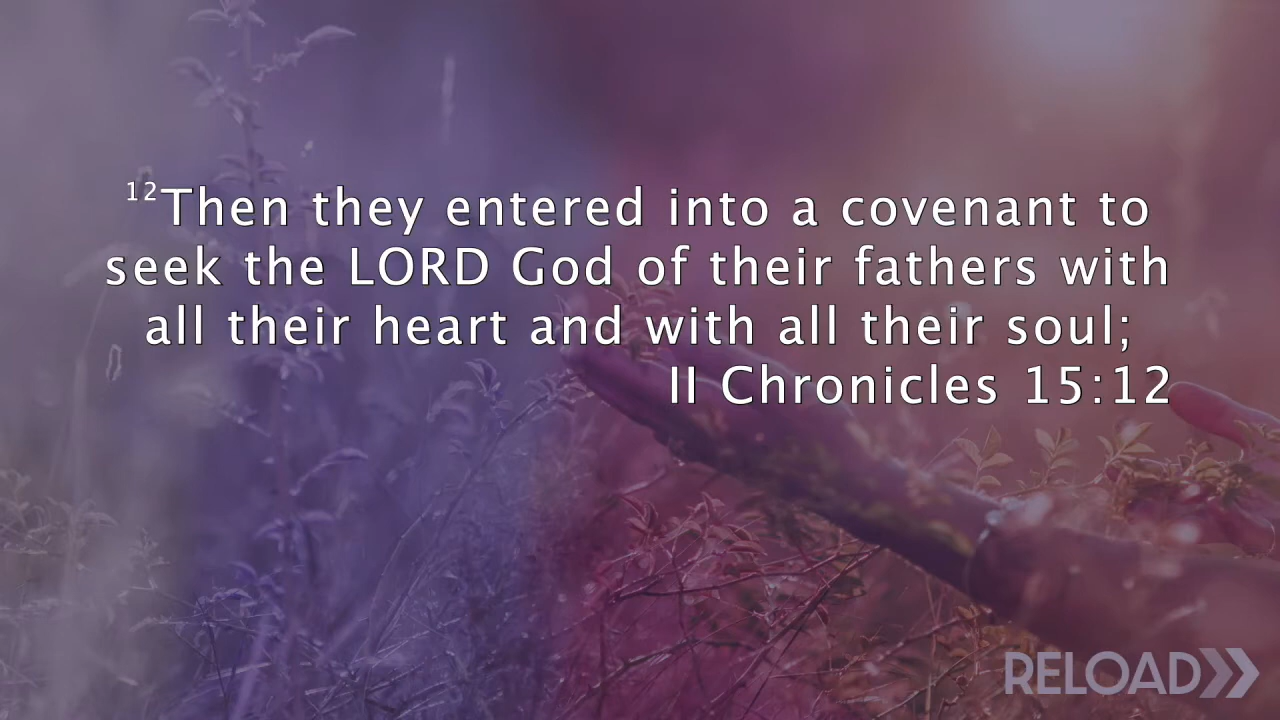 12Then they entered into a covenant to
seek the LORD God of their fathers with
all their heart and with all their soul;
II Chronicles 15:12
RELOAD